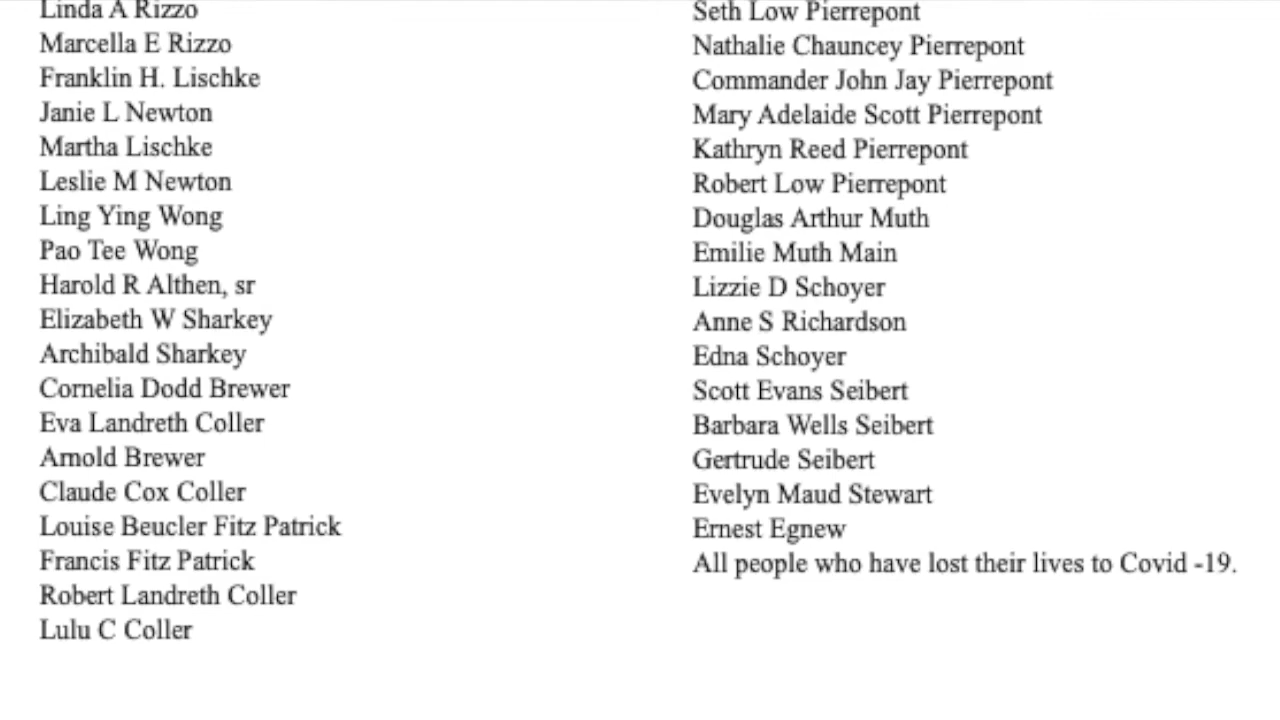 Linda A Rizzo
Marcella E Rizzo
Franklin H. Lischke
Janie L Newton
Martha Lischke
Leslie M Newton
Ling Ying Wong
Pao Tee Wong
Harold R Althen, sr
Elizabeth W Sharkey
Archibald Sharkey
Cornelia Dodd Brewer
Eva Landreth Coller
Arnold Brewer
Claude Cox Coller
Louise Beucler Fitz Patrick
Francis Fitz Patrick
Robert Landreth Coller
Lulu C Coller
Seth Low Pierrepont
Nathalie Chauncey Pierrepont
Commander John Jay Pierrepont
Mary Adelaide Scott Pierrepont
Kathryn Reed Pierrepont
Robert Low Pierrepont
Douglas Arthur Muth
Emilie Muth Main
Lizzie D Schoyer
Anne S Richardson
Edna Schoyer
Scott Evans Seibert
Barbara Wells Seibert
Gertrude Seibert
Evelyn Maud Stewart
Ernest Egnew
All people who have lost their lives to Covid -19.